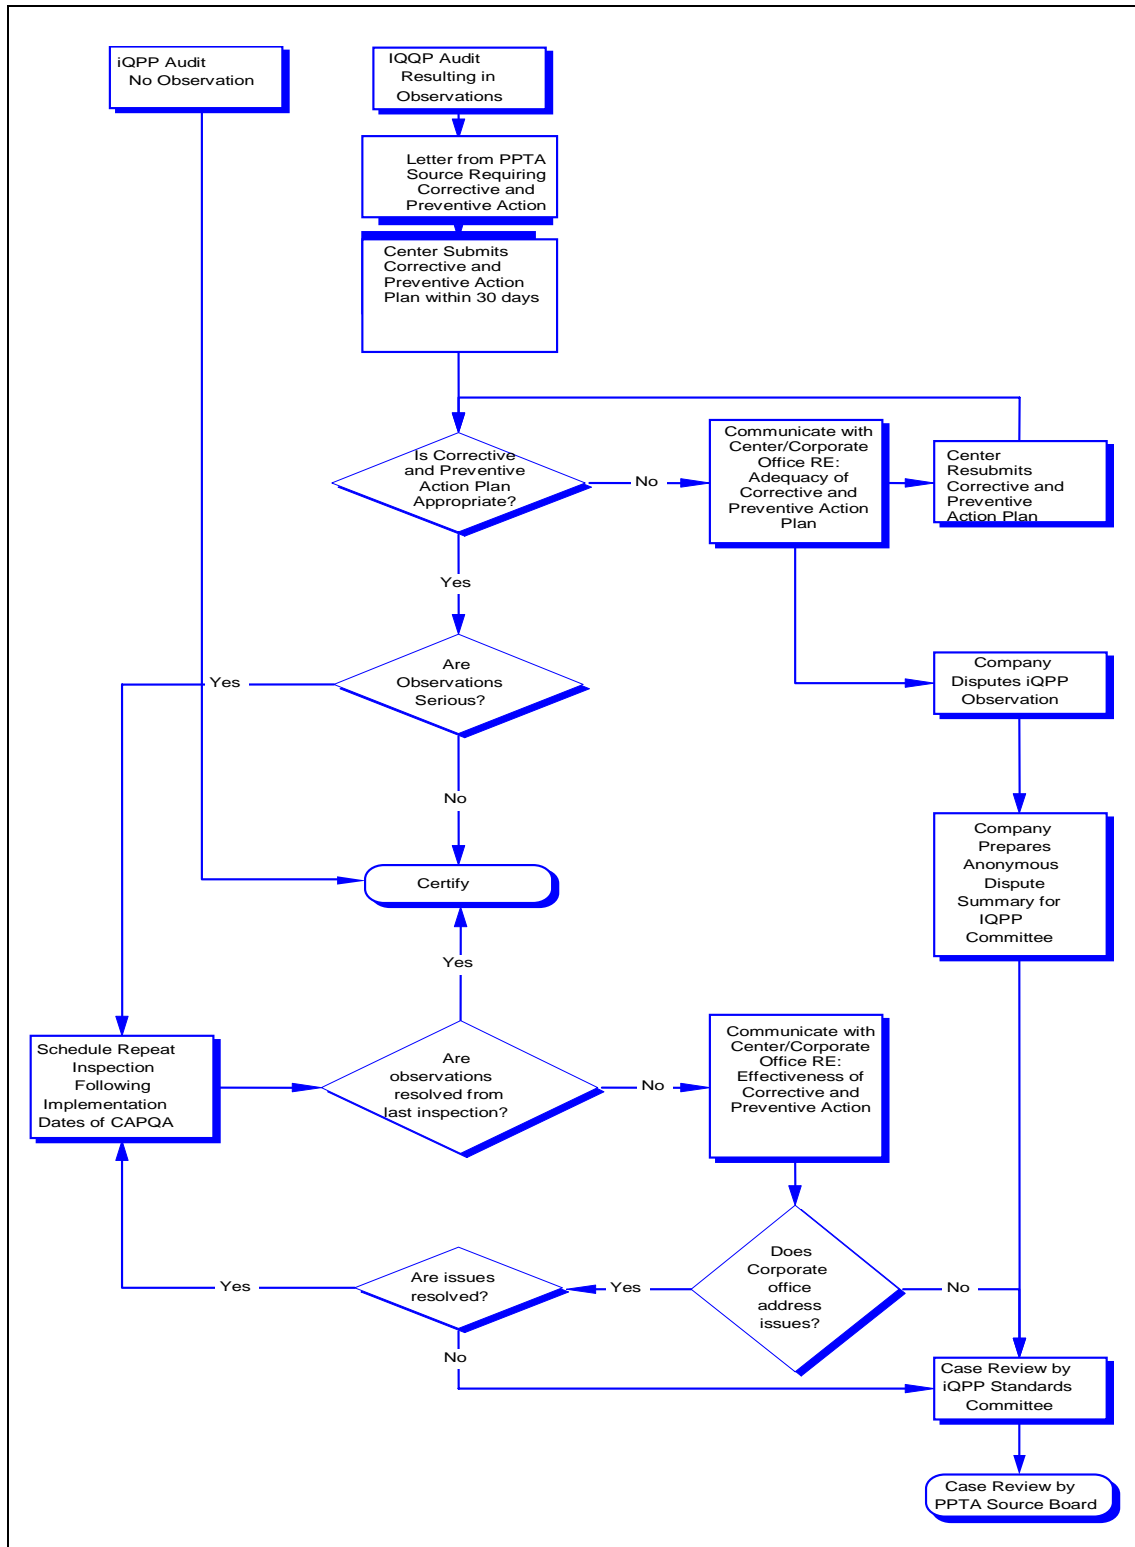 iQPP Audit
No Observation
IQQP Audit
Resulting in
Observations
Letter from PPTA
Source Requiring
Corrective and
Preventive Action
Center Submits
Corrective and
Preventive Action
Plan within 30 days
Is Corrective
and Preventive
Action Plan
Appropriate?
No
Communicate with
Center/Corporate
Office RE:
Adequacy of
Corrective and
Preventive Action
Plan
Center
Resubmits
Corrective and
Preventive
Action Plan
Yes
Are
Observations
Serious?
Yes
No
Company
Disputes iQPP
Observation
Company
Prepares
Anonymous
Dispute
Summary for
IQPP
Committee
Certify
Yes
Schedule Repeat
Inspection
Following
Implementation
Dates of CAPQA
Are
observations
resolved from
last inspection?
No
Communicate with
Center/Corporate
Office RE:
Effectiveness of
Corrective and
Preventive Action
Does
Corporate
office
address
issues?
Yes
No
Are issues
resolved?
Yes
No
Case Review by
iQPP Standards
Committee
Case Review by
PPTA Source Board